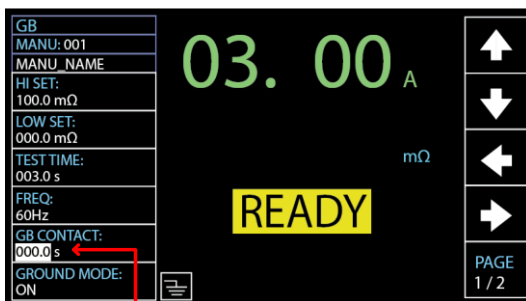 GB
MANU: 001
MANU_NAME
HI SET:
100.0 mΩ
LOW SET:
000.0 mΩ
TEST TIME:
003.0 s
FREQ:
60Hz
GB CONTACT:
000.0 s
GROUND MODE:
ON
03. 00 A
mΩ
READY
PAGE
1 / 2